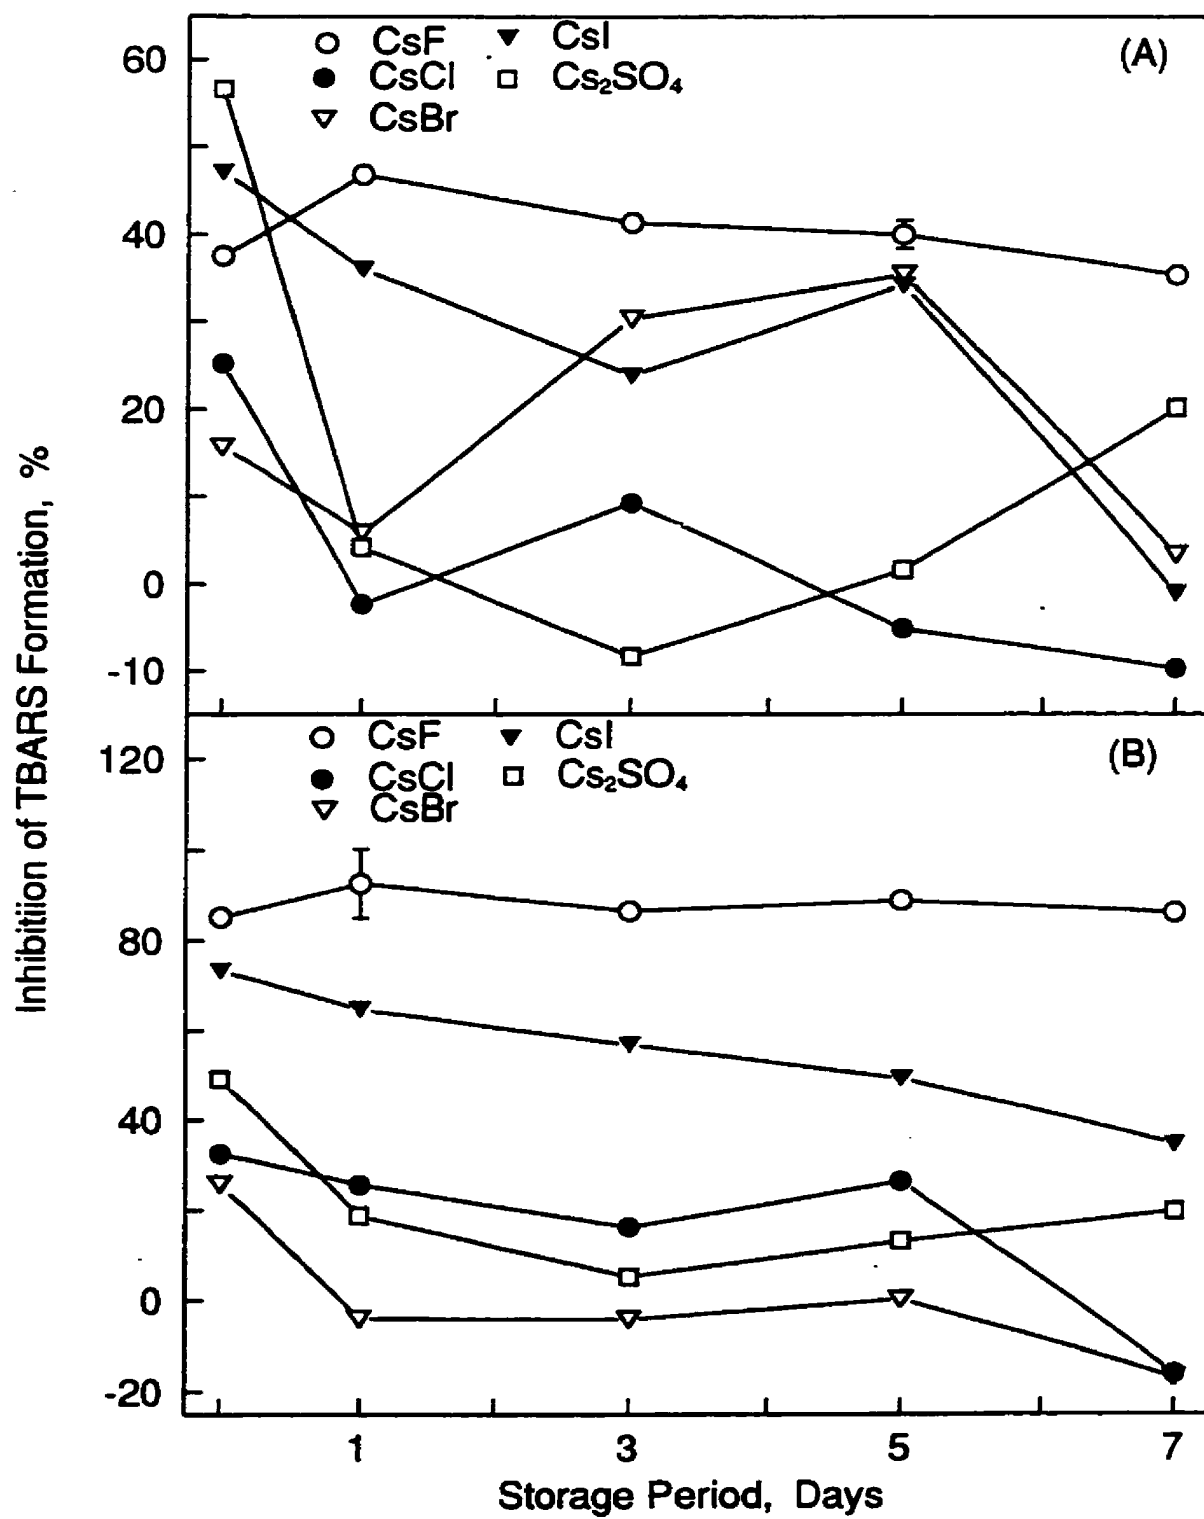 (A)
CsF CsI
CsCl Cs₂SO₄
CsBr
60
40
20
0
-10
(B)
CsF CsI
CsCl Cs₂SO₄
CsBr
120
80
40
0
-20
1 3 5 7
Storage Period, Days
Inhibitiion of TBARS Formation, %